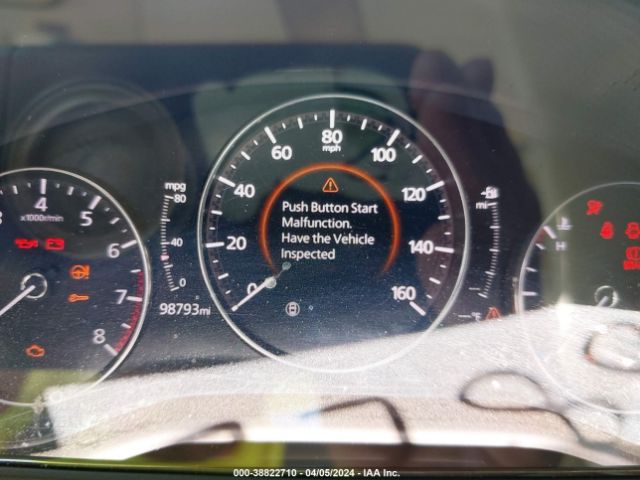 80
mph
60
100
40
120
20
140
0
160
Push Button Start
Malfunction.
Have the Vehicle
Inspected
mpg
80
40
0
4
x1000r/min
5
6
7
8
98793mi
mi
H
---°F
000-38822710 - 04/05/2024 - IAA Inc.